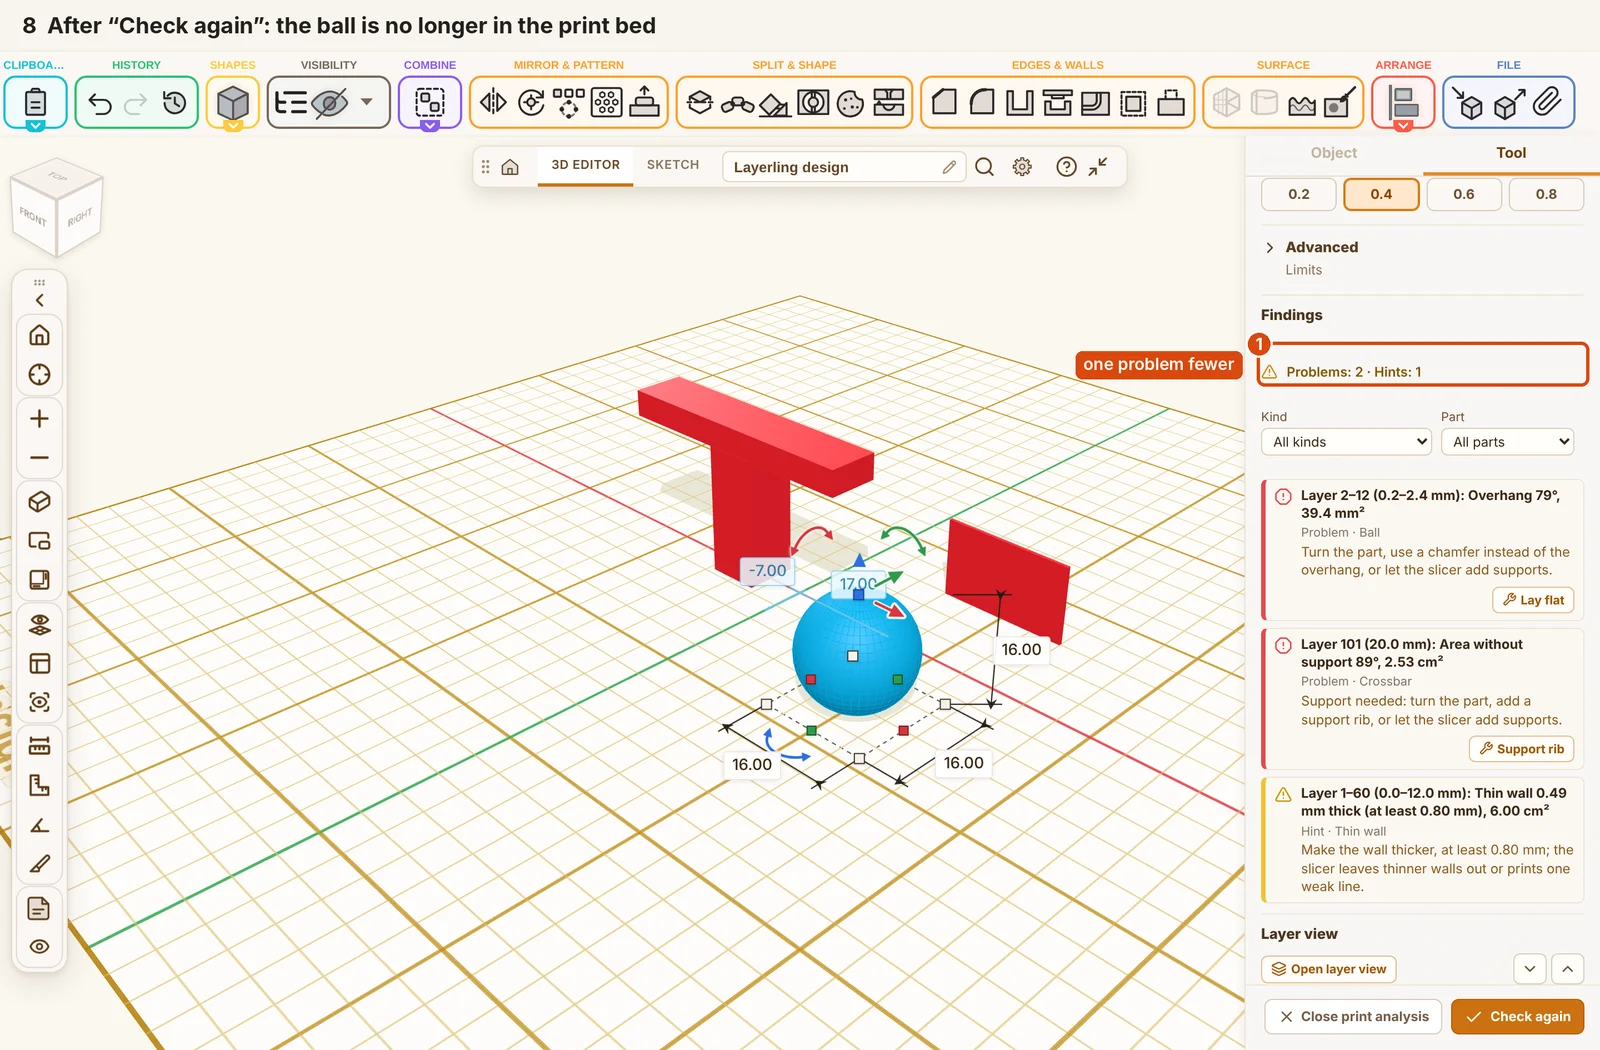 8 After “Check again”: the ball is no longer in the print bed
CLIPBOA...
HISTORY
SHAPES
VISIBILITY
COMBINE
MIRROR & PATTERN
SPLIT & SHAPE
EDGES & WALLS
SURFACE
ARRANGE
FILE
TOP
FRONT
RIGHT
3D EDITOR
SKETCH
Layerling design
Object
Tool
0.2
0.4
0.6
0.8
Advanced
Limits
Findings
1
one problem fewer
Problems: 2 · Hints: 1
Kind
Part
All kinds
All parts
Layer 2–12 (0.2–2.4 mm): Overhang 79°,
39.4 mm²
Problem · Ball
Turn the part, use a chamfer instead of the
overhang, or let the slicer add supports.
Lay flat
Layer 101 (20.0 mm): Area without
support 89°, 2.53 cm²
Problem · Crossbar
Support needed: turn the part, add a
support rib, or let the slicer add supports.
Support rib
Layer 1–60 (0.0–12.0 mm): Thin wall 0.49
mm thick (at least 0.80 mm), 6.00 cm²
Hint · Thin wall
Make the wall thicker, at least 0.80 mm; the
slicer leaves thinner walls out or prints one
weak line.
Layer view
Open layer view
Close print analysis
Check again
-7.00
17.00
16.00
16.00
16.00